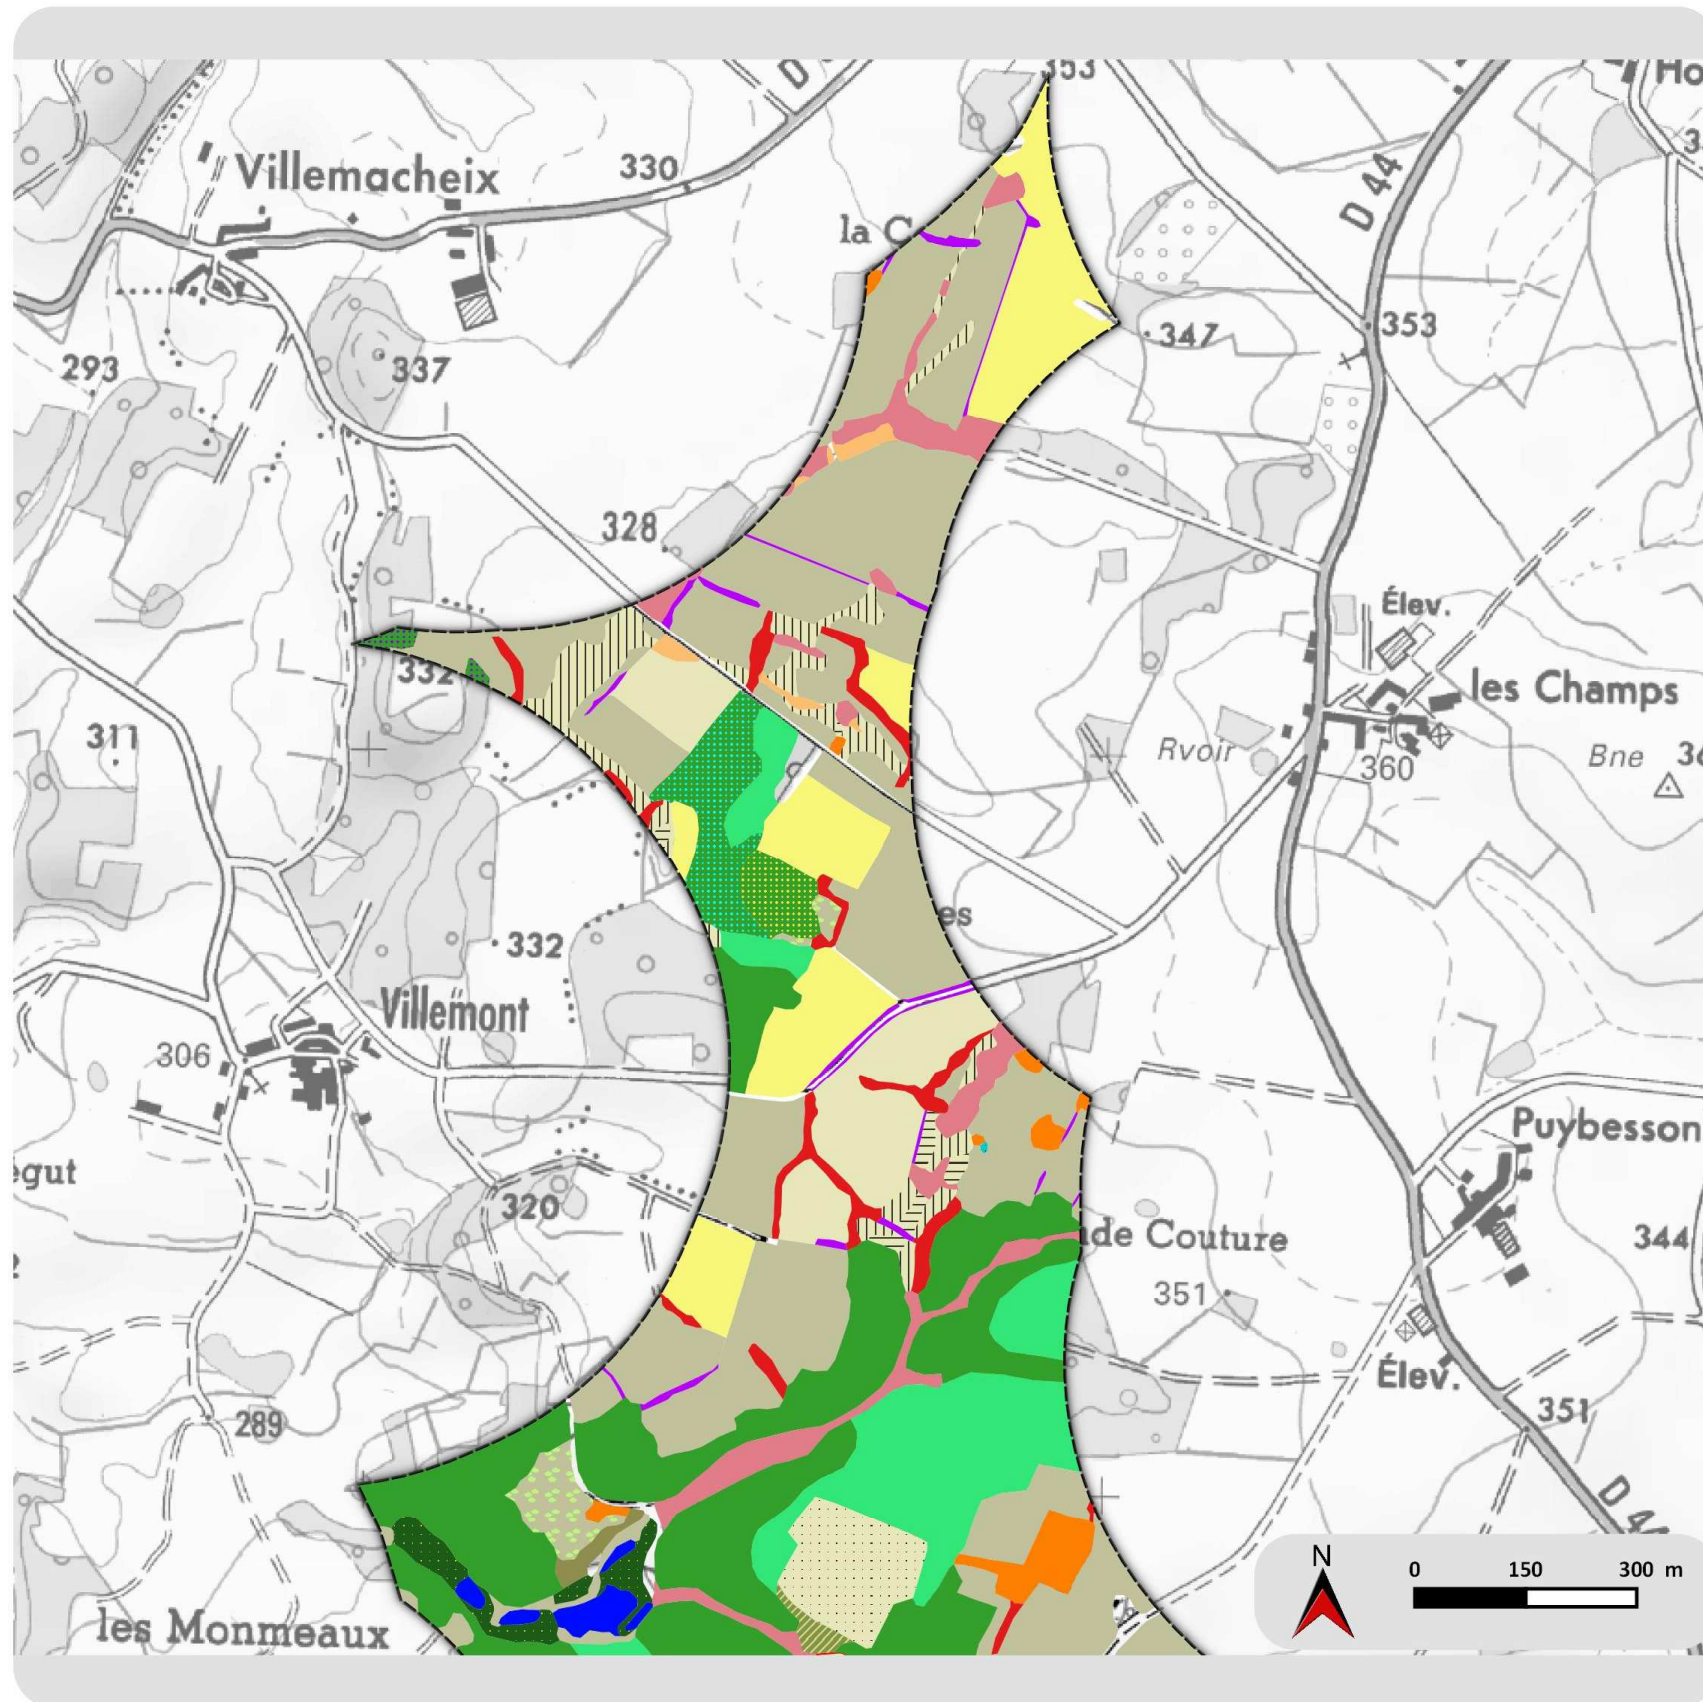 353
D
Villemacheix
330
la C
D 44
353
347
293
337
328
Élev.
332
les Champs
311
Rvoir
360
Bne
es
332
Villemont
306
Puybesson
egut
320
de Couture
344
351
Élev.
289
351
D 44
N
0 150 300 m
les Monmeaux